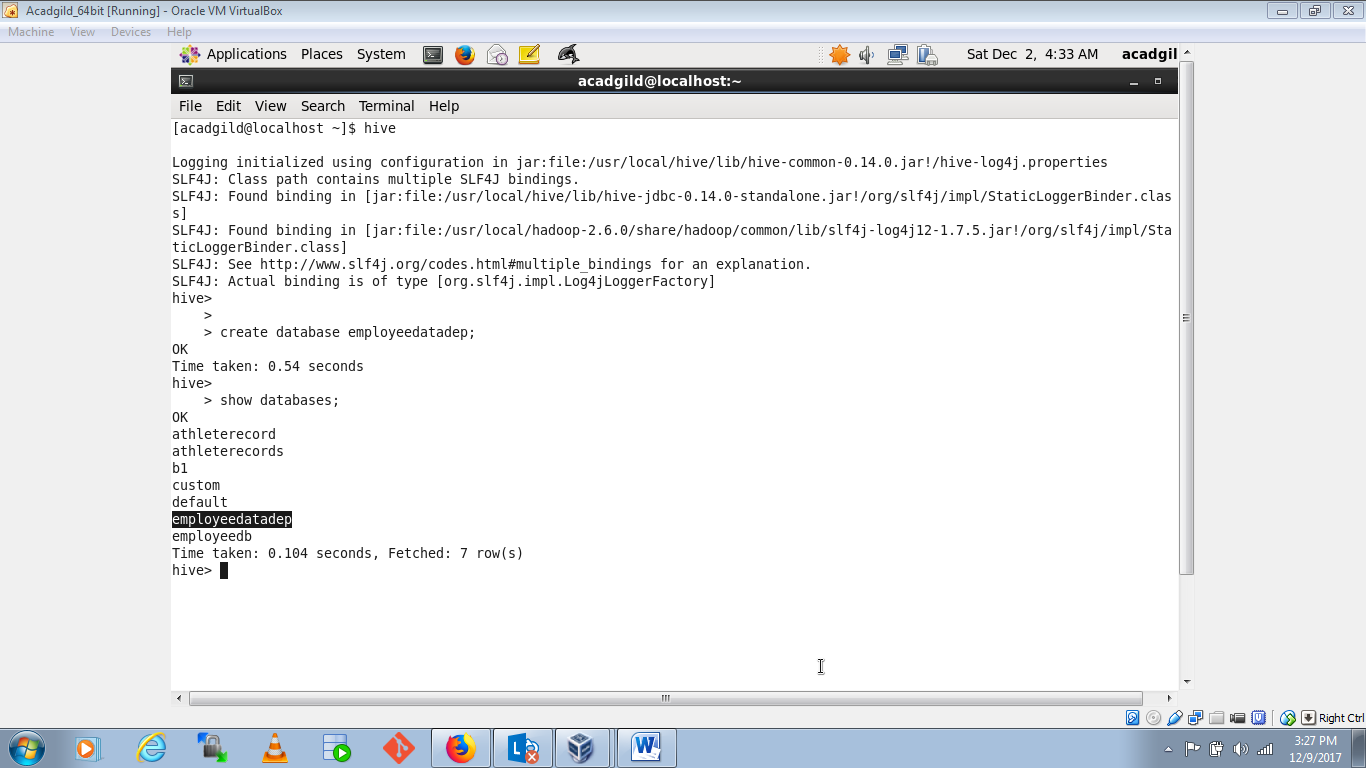 Acadgild_64bit [Running] - Oracle VM VirtualBox
Machine View Devices Help
Applications Places System Sat Dec 2, 4:33 AM acadgil
acadgild@localhost:~
File Edit View Search Terminal Help
[acadgild@localhost ~]$ hive
Logging initialized using configuration in jar:file:/usr/local/hive/lib/hive-common-0.14.0.jar!/hive-log4j.properties
SLF4J: Class path contains multiple SLF4J bindings.
SLF4J: Found binding in [jar:file:/usr/local/hive/lib/hive-jdbc-0.14.0-standalone.jar!/org/slf4j/impl/StaticLoggerBinder.clas
s]
SLF4J: Found binding in [jar:file:/usr/local/hadoop-2.6.0/share/hadoop/common/lib/slf4j-log4j12-1.7.5.jar!/org/slf4j/impl/Sta
ticLoggerBinder.class]
SLF4J: See http://www.slf4j.org/codes.html#multiple_bindings for an explanation.
SLF4J: Actual binding is of type [org.slf4j.impl.Log4jLoggerFactory]
hive>
    >
    > create database employeedatadep;
OK
Time taken: 0.54 seconds
hive>
    > show databases;
OK
athleterecord
athleterecords
b1
custom
default
employeedatadep
employeedb
Time taken: 0.104 seconds, Fetched: 7 row(s)
hive>
Right Ctrl
3:27 PM
12/9/2017